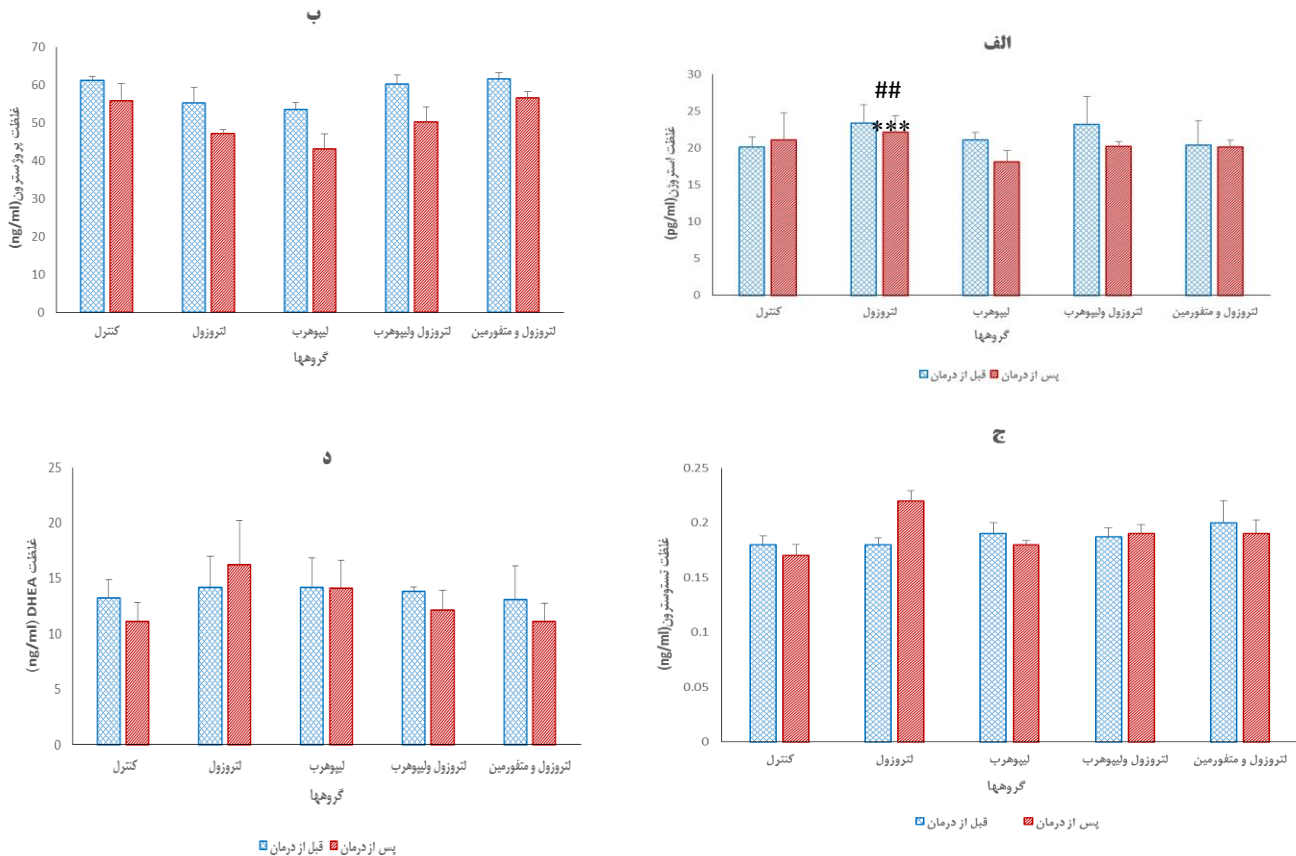 الف
غلظت استروژن(pg/ml)
30
25
20
15
10
5
0
##
***
کنترل
لتروزول
لیپوهرب
لتروزول ولیپوهرب
لتروزول و متفورمین
گروهها
قبل از درمان
پس از درمان
ب
غلظت پروژسترون(ng/ml)
70
60
50
40
30
20
10
0
کنترل
لتروزول
لیپوهرب
لتروزول ولیپوهرب
لتروزول و متفورمین
گروهها
ج
غلظت تستوسترون(ng/ml)
0.25
0.2
0.15
0.1
0.05
0
کنترل
لتروزول
لیپوهرب
لتروزول ولیپوهرب
لتروزول و متفورمین
گروهها
قبل از درمان
پس از درمان
د
غلظت DHEA (ng/ml)
25
20
15
10
5
0
کنترل
لتروزول
لیپوهرب
لتروزول ولیپوهرب
لتروزول و متفورمین
گروهها
قبل از درمان
پس از درمان